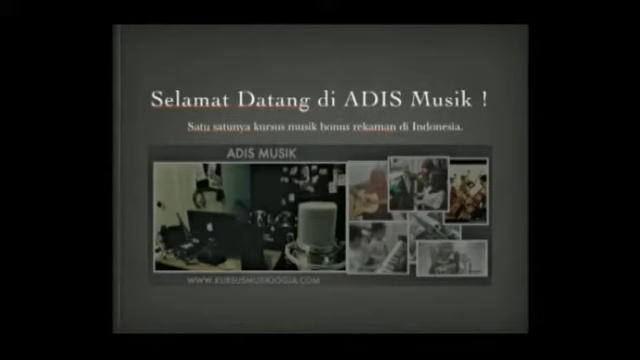 Selamat Datang di ADIS Musik !
Satu satunya kursus musik bonus rekaman di Indonesia.
ADIS MUSIK
WWW.KURSUSMUSIKJOGJA.COM